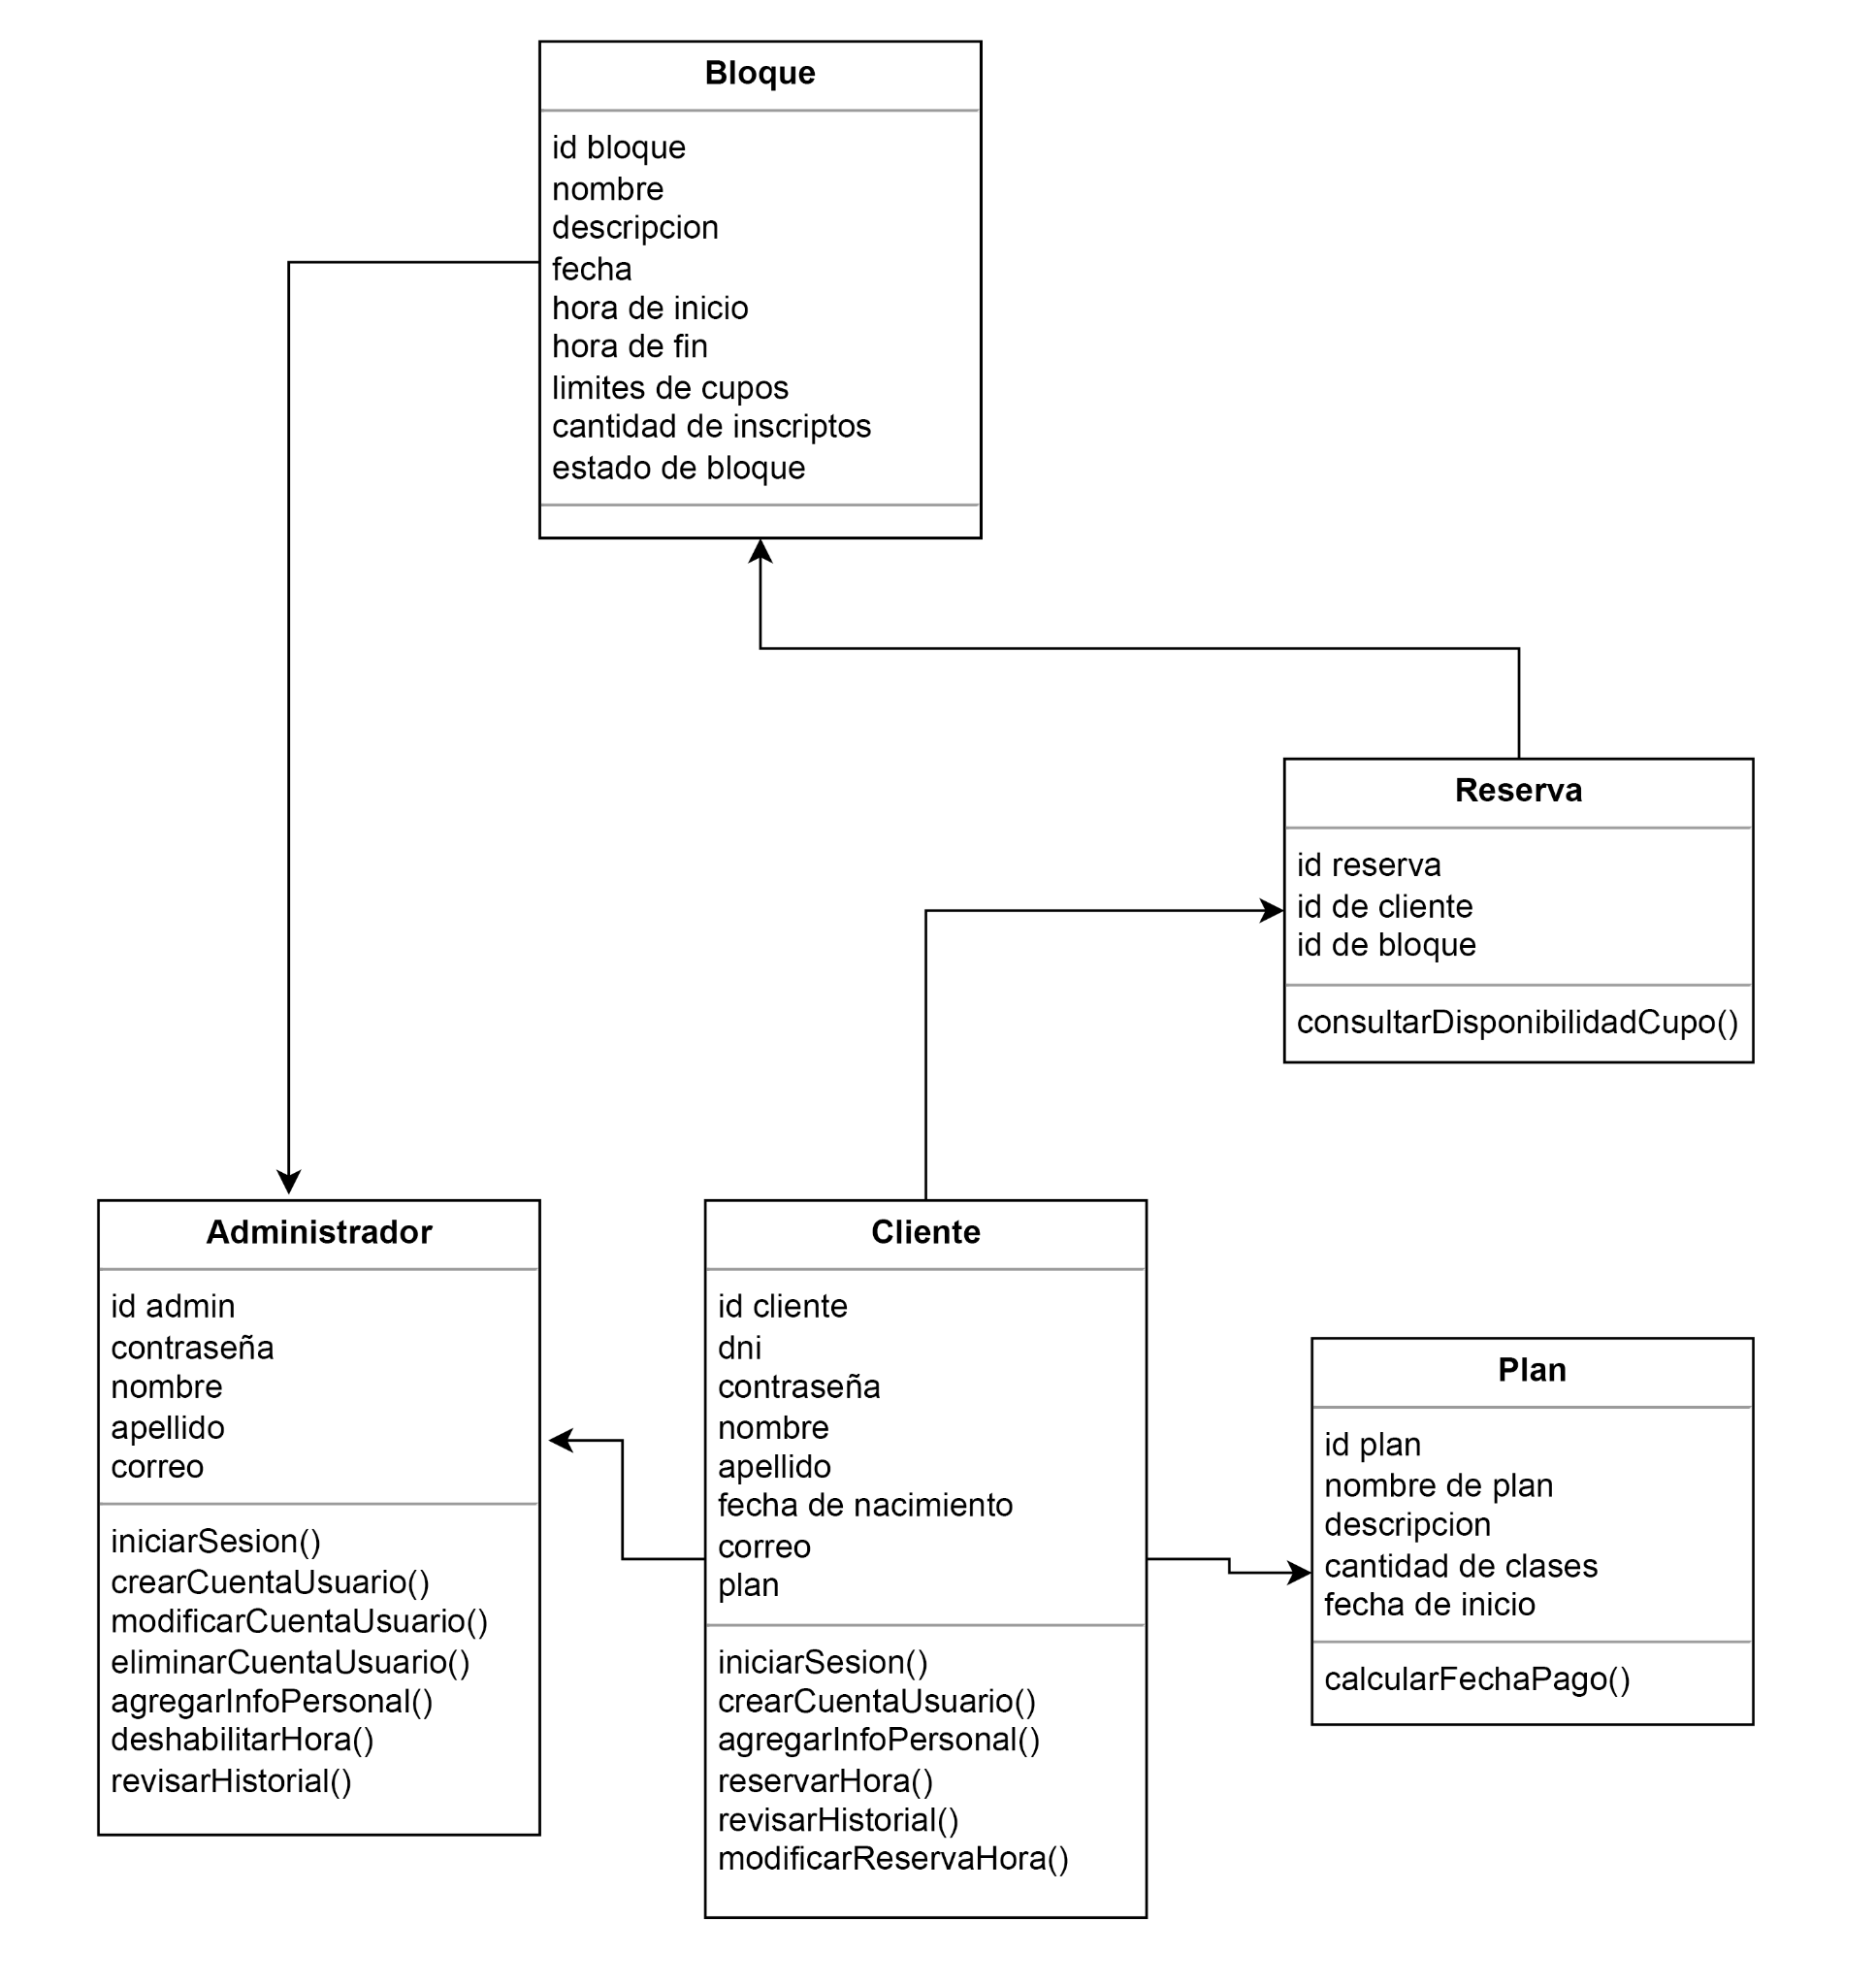 Bloque
id bloque
nombre
descripcion
fecha
hora de inicio
hora de fin
limites de cupos
cantidad de inscriptos
estado de bloque
Reserva
id reserva
id de cliente
id de bloque
consultarDisponibilidadCupo()
Administrador
id admin
contraseña
nombre
apellido
correo
iniciarSesion()
crearCuentaUsuario()
modificarCuentaUsuario()
eliminarCuentaUsuario()
agregarInfoPersonal()
deshabilitarHora()
revisarHistorial()
Cliente
id cliente
dni
contraseña
nombre
apellido
fecha de nacimiento
correo
plan
iniciarSesion()
crearCuentaUsuario()
agregarInfoPersonal()
reservarHora()
revisarHistorial()
modificarReservaHora()
Plan
id plan
nombre de plan
descripcion
cantidad de clases
fecha de inicio
calcularFechaPago()